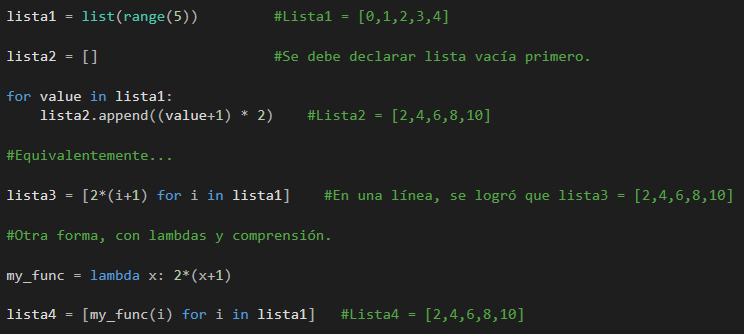 lista1 = list(range(5))          #Lista1 = [0,1,2,3,4]
lista2 = []                      #Se debe declarar lista vacía primero.
for value in lista1:
    lista2.append((value+1) * 2)    #Lista2 = [2,4,6,8,10]
#Equivalentemente...
lista3 = [2*(i+1) for i in lista1]    #En una línea, se logró que lista3 = [2,4,6,8,10]
#Otra forma, con lambdas y comprensión.
my_func = lambda x: 2*(x+1)
lista4 = [my_func(i) for i in lista1]   #Lista4 = [2,4,6,8,10]